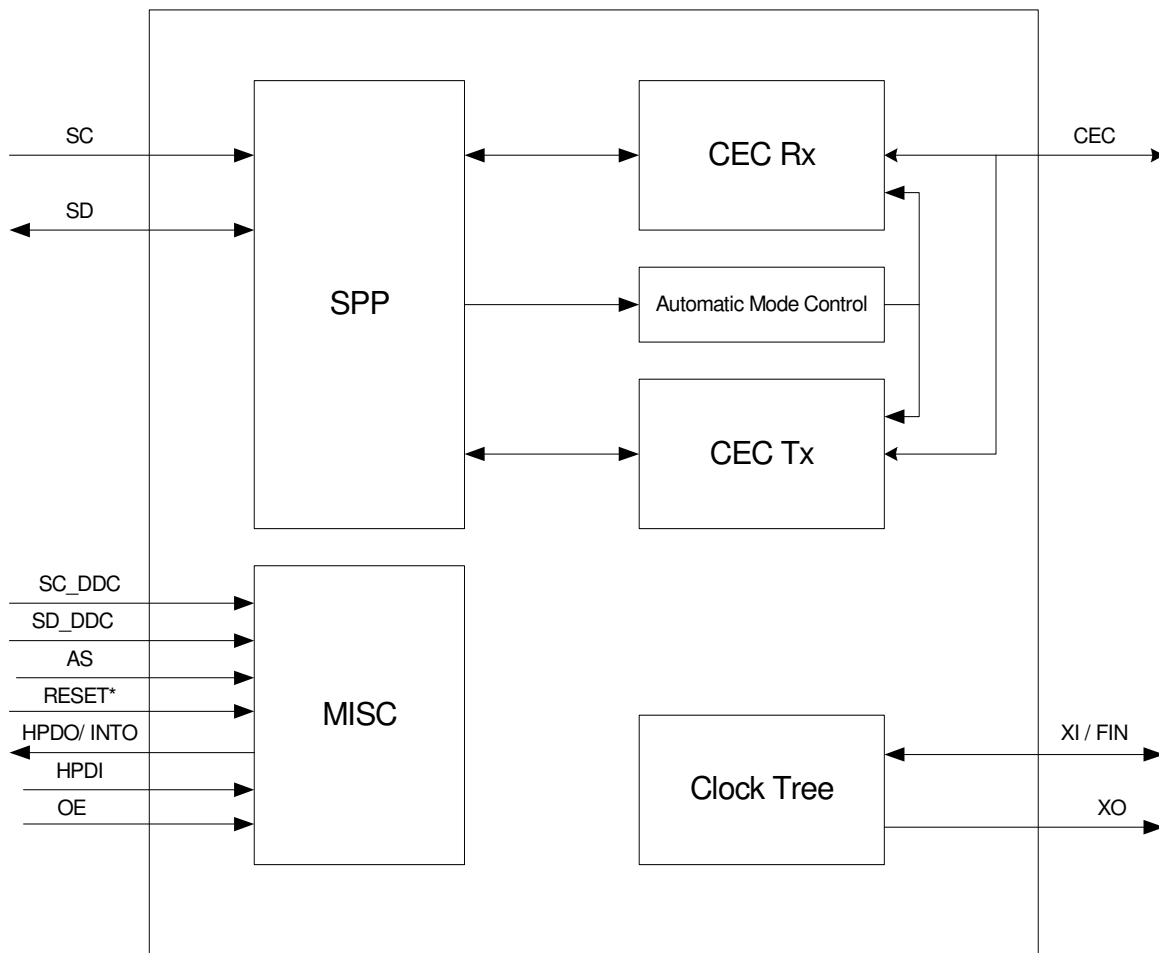 SC
CEC Rx
CEC
SD
SPP
Automatic Mode Control
CEC Tx
SC_DDC
SD_DDC
AS
RESET*
MISC
HPDO/ INTO
XI / FIN
HPDI
Clock Tree
OE
XO